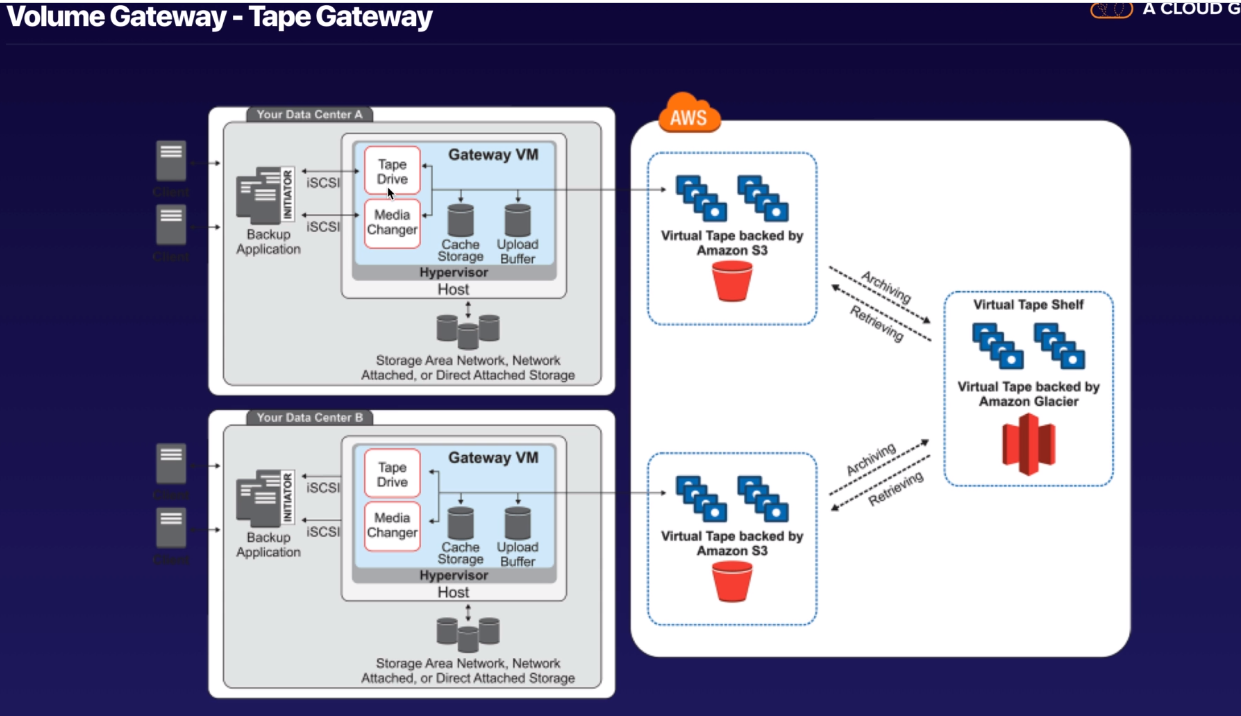 Volume Gateway - Tape Gateway
A CLOUD G
Your Data Center A
Client
Client
INITIATOR
Backup
Application
iSCSI
iSCSI
Tape
Drive
Media
Changer
Gateway VM
Cache
Storage
Upload
Buffer
Hypervisor
Host
Storage Area Network, Network
Attached, or Direct Attached Storage
Your Data Center B
Client
Client
INITIATOR
Backup
Application
iSCSI
iSCSI
Tape
Drive
Media
Changer
Gateway VM
Cache
Storage
Upload
Buffer
Hypervisor
Host
Storage Area Network, Network
Attached, or Direct Attached Storage
AWS
Virtual Tape backed by
Amazon S3
Archiving
Retrieving
Virtual Tape Shelf
Virtual Tape backed by
Amazon Glacier
Archiving
Retrieving
Virtual Tape backed by
Amazon S3